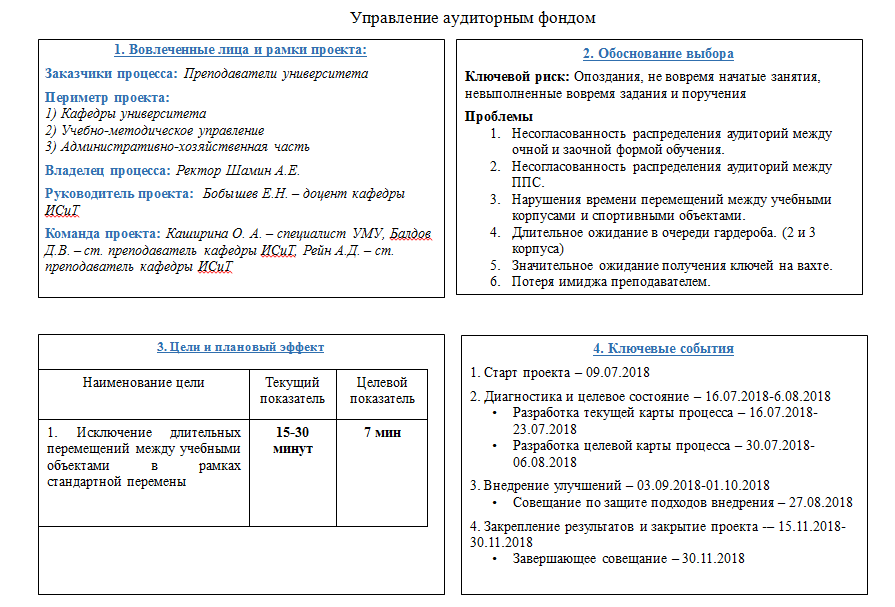 Управление аудиторным фондом
1. Вовлеченные лица и рамки проекта:
Заказчики процесса: Преподаватели университета
Периметр проекта:
1) Кафедры университета
2) Учебно-методическое управление
3) Административно-хозяйственная часть
Владелец процесса: Ректор Шамин А.Е.
Руководитель проекта: Бобышев Е.Н. – доцент кафедры
ИСиТ
Команда проекта: Каширина О. А. – специалист УМУ, Балдов
Д.В. – ст. преподаватель кафедры ИСиТ, Рейн А.Д. – ст.
преподаватель кафедры ИСиТ
2. Обоснование выбора
Ключевой риск: Опоздания, не вовремя начатые занятия,
невыполненные вовремя задания и поручения
Проблемы
1. Несогласованность распределения аудиторий между
очной и заочной формой обучения.
2. Несогласованность распределения аудиторий между
ППС.
3. Нарушения времени перемещений между учебными
корпусами и спортивными объектами.
4. Длительное ожидание в очереди гардероба. (2 и 3
корпуса)
5. Значительное ожидание получения ключей на вахте.
6. Потеря имиджа преподавателем.
3. Цели и плановый эффект
Наименование цели
Текущий
показатель
Целевой
показатель
1. Исключение длительных
перемещений между учебными
объектами в рамках
стандартной перемены
15-30
минут
7 мин
4. Ключевые события
1. Старт проекта – 09.07.2018
2. Диагностика и целевое состояние – 16.07.2018-6.08.2018
• Разработка текущей карты процесса – 16.07.2018-
23.07.2018
• Разработка целевой карты процесса – 30.07.2018-
06.08.2018
3. Внедрение улучшений – 03.09.2018-01.10.2018
• Совещание по защите подходов внедрения – 27.08.2018
4. Закрепление результатов и закрытие проекта -– 15.11.2018-
30.11.2018
• Завершающее совещание – 30.11.2018